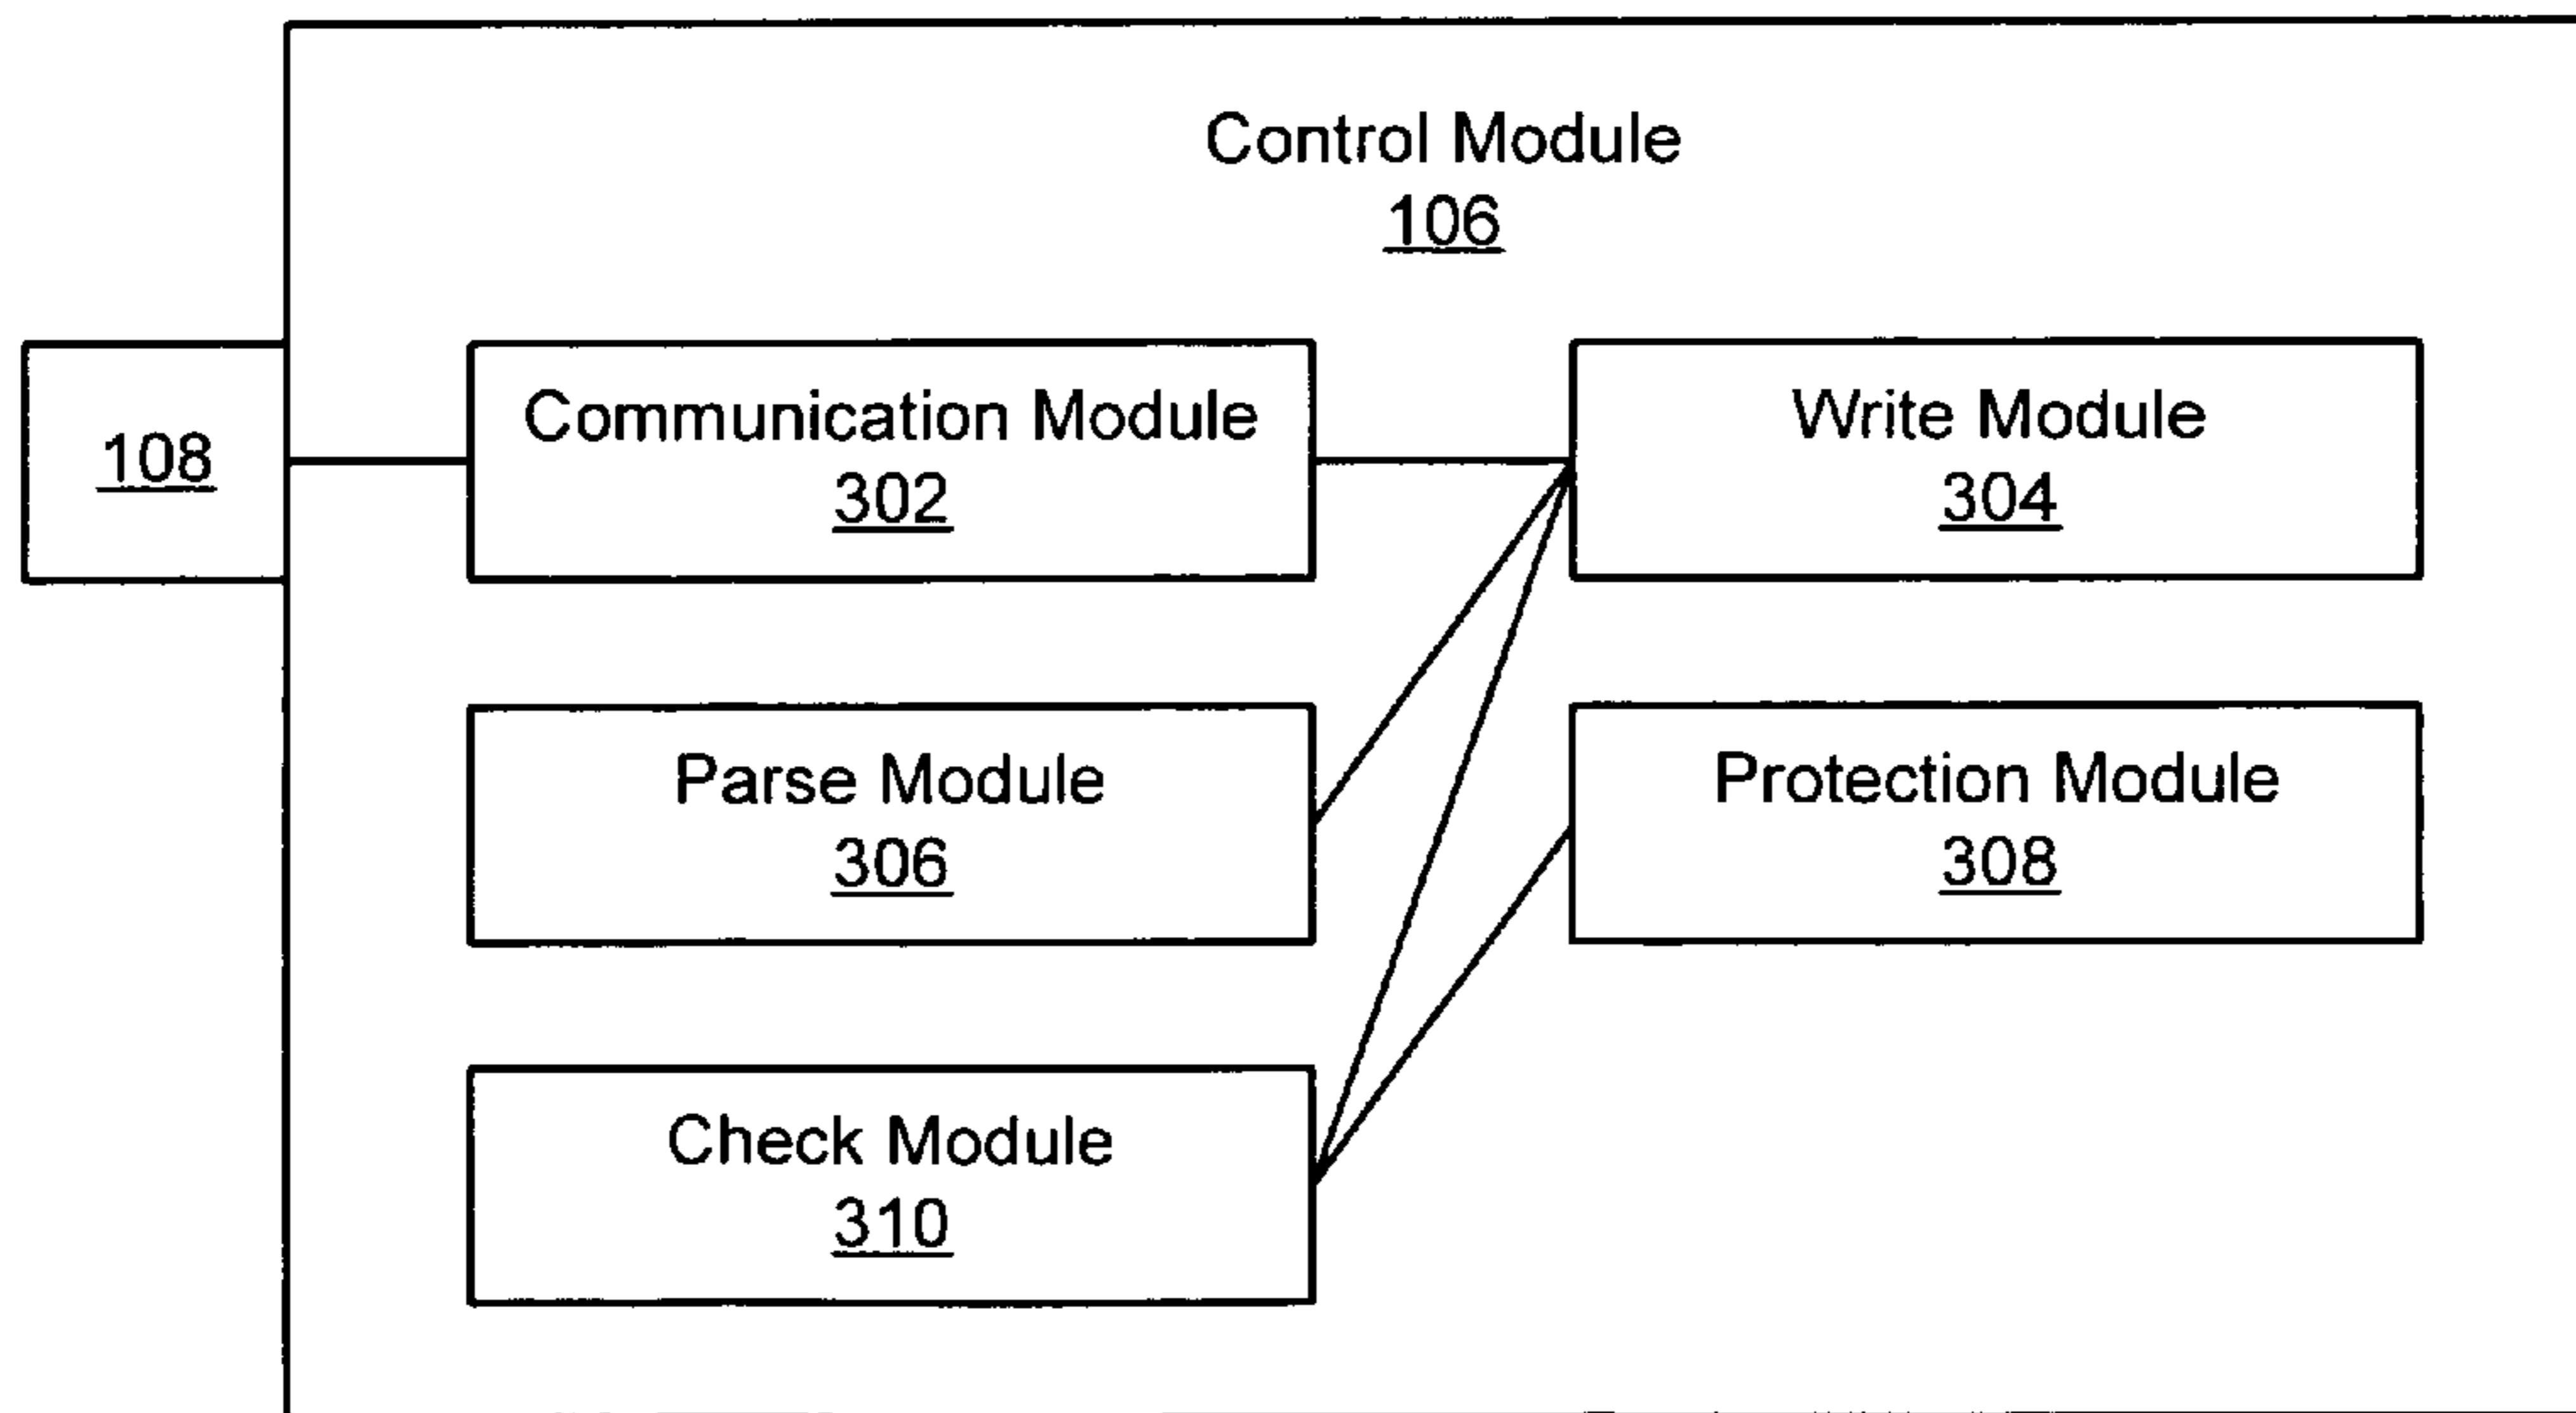 Control Module
106
108
Communication Module
302
Write Module
304
Parse Module
306
Protection Module
308
Check Module
310